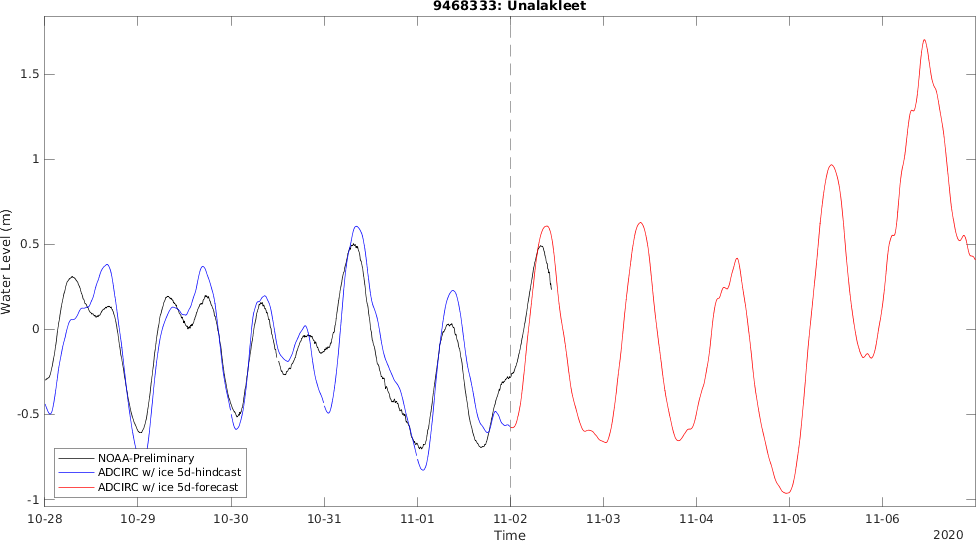 9468333: Unalakleet
Water Level (m)
1.5
1
0.5
0
-0.5
-1
NOAA-Preliminary
ADCIRC w/ ice 5d-hindcast
ADCIRC w/ ice 5d-forecast
10-28 10-29 10-30 10-31 11-01 11-02 11-03 11-04 11-05 11-06
Time
2020